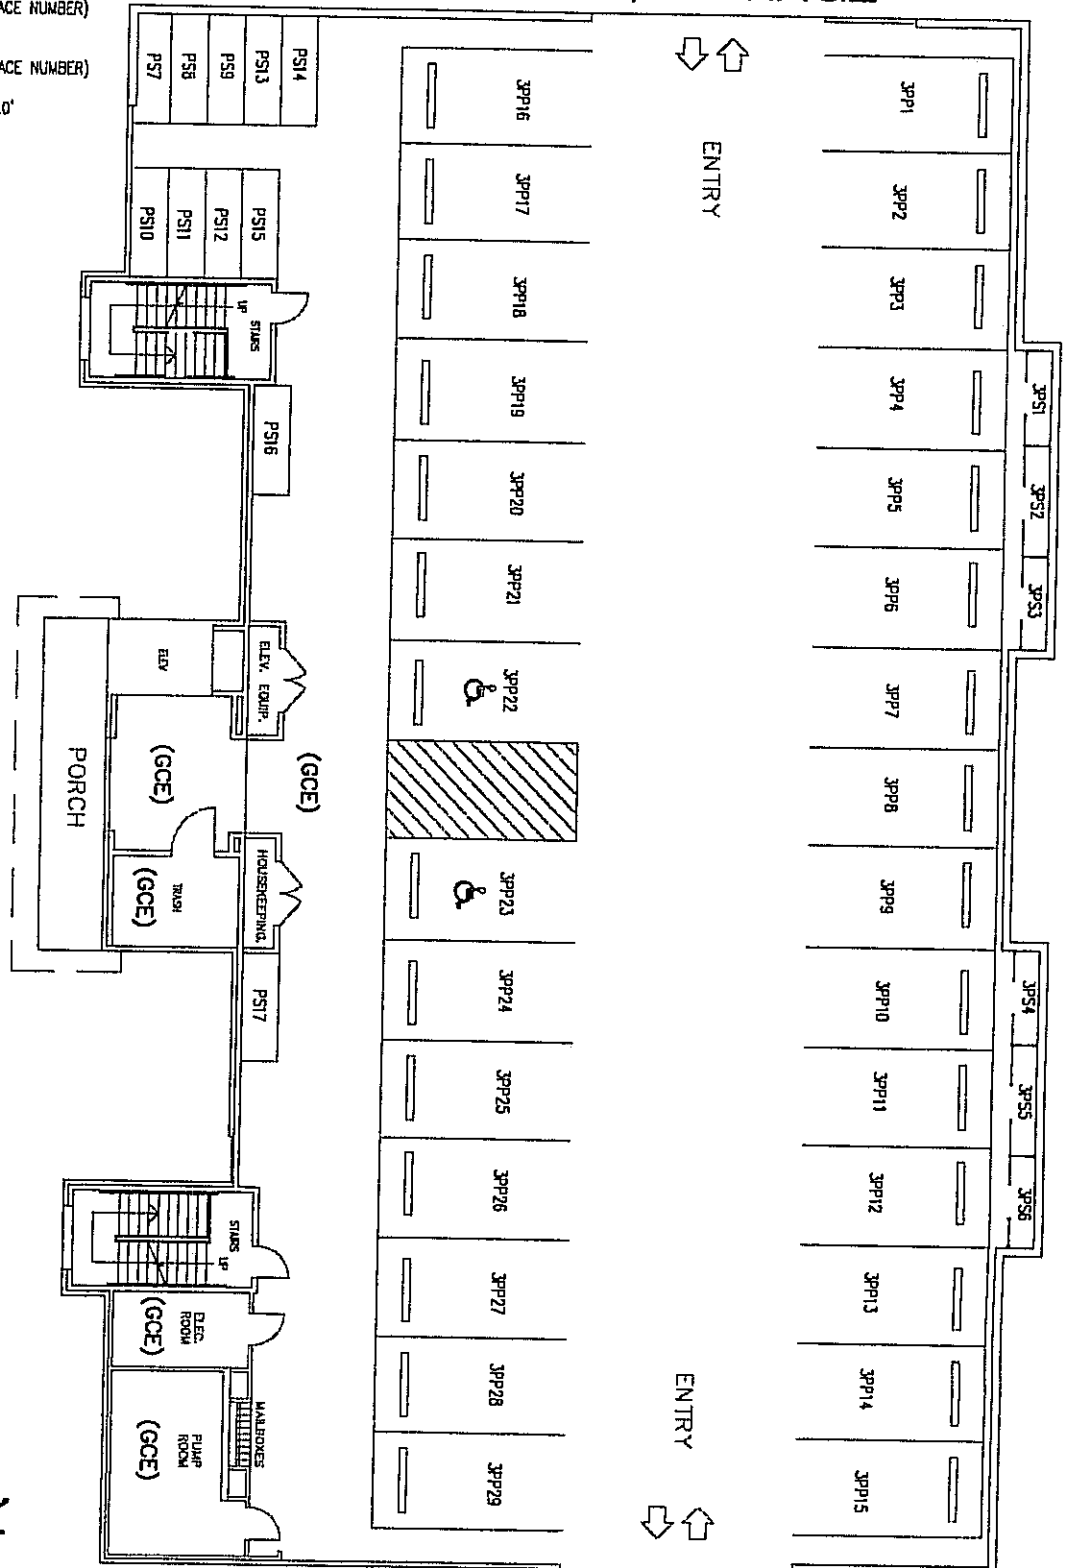 ACE NUMBER)
ACE NUMBER)
PS7
PS8
PS9
PS13
PS14
PS10
PS11
PS12
PS15
UP
STAIRS
PS16
ELEV
ELEV. EQUIP.
(GCE)
(GCE)
PORCH
TRASH
(GCE)
HOUSEKEEPING.
PS17
STAIRS
UP
ELEC.
ROOM
(GCE)
MAILBOXES
PUMP
ROOM
(GCE)
3PP16
3PP17
3PP18
3PP19
3PP20
3PP21
3PP22
3PP23
3PP24
3PP25
3PP26
3PP27
3PP28
3PP29
ENTRY
ENTRY
3PP1
3PP2
3PP3
3PP4
3PP5
3PP6
3PP7
3PP8
3PP9
3PP10
3PP11
3PP12
3PP13
3PP14
3PP15
3PS1
3PS2
3PS3
3PS4
3PS5
3PS6